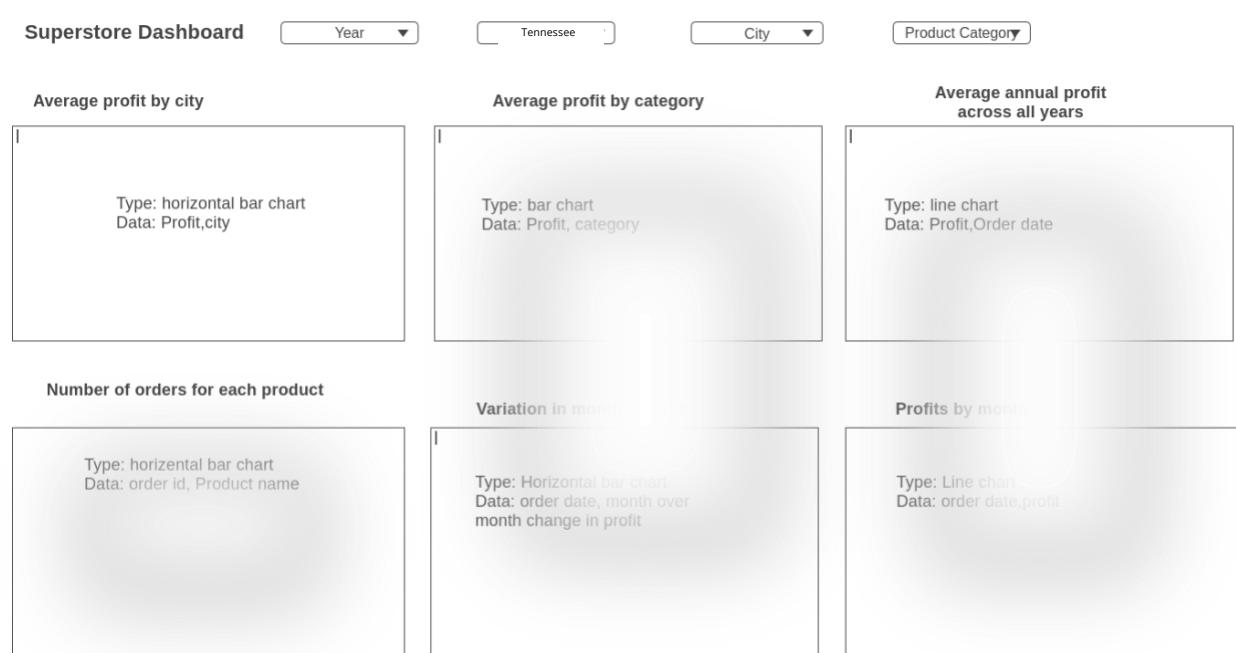 Superstore Dashboard
Year
Tennessee
City
Product Category
Average profit by city
Average profit by category
Average annual profit
across all years
Type: horizontal bar chart
Data: Profit,city
Type: bar chart
Data: Profit, category
Type: line chart
Data: Profit,Order date
Number of orders for each product
Variation in
Profits by
Type: horizental bar chart
Data: order id, Product name
Type: Horizontal bar chart
Data: order date, month over
month change in profit
Type: Line chart
Data: order date,profit